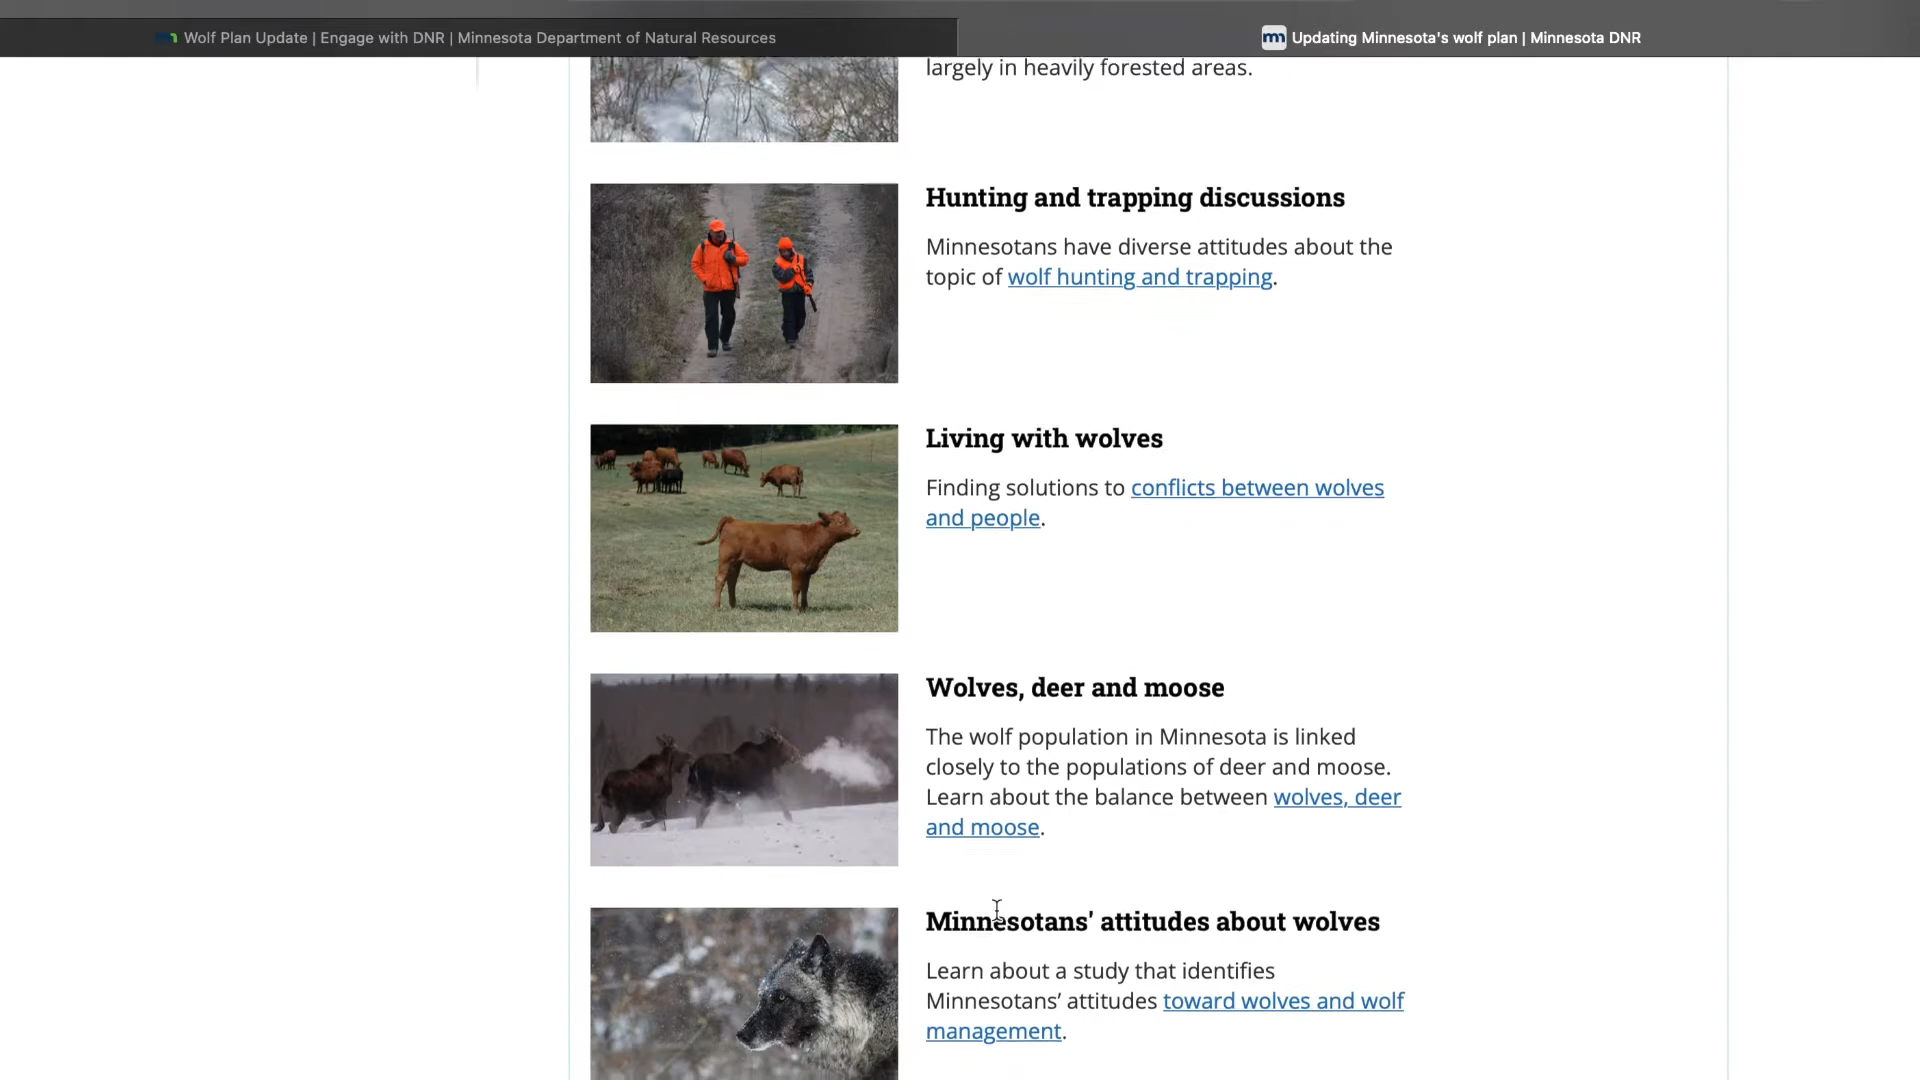 Wolf Plan Update | Engage with DNR | Minnesota Department of Natural Resources
Updating Minnesota's wolf plan | Minnesota DNR
largely in heavily forested areas.
Hunting and trapping discussions
Minnesotans have diverse attitudes about the
topic of wolf hunting and trapping.
Living with wolves
Finding solutions to conflicts between wolves
and people.
Wolves, deer and moose
The wolf population in Minnesota is linked
closely to the populations of deer and moose.
Learn about the balance between wolves, deer
and moose.
Minnesotans' attitudes about wolves
Learn about a study that identifies
Minnesotans’ attitudes toward wolves and wolf
management.